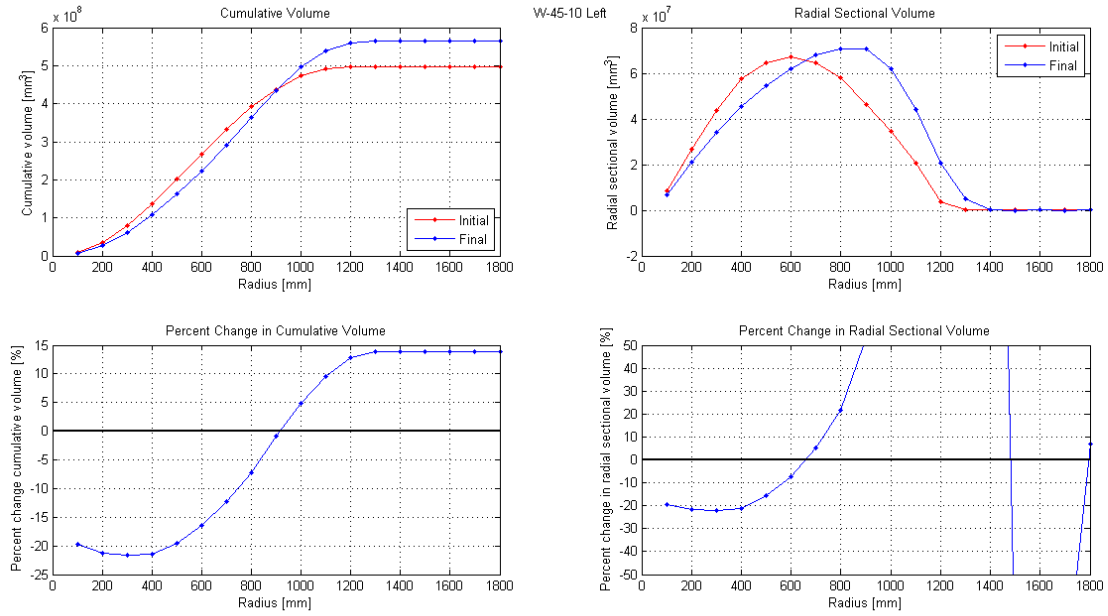 Cumulative Volume
W-45-10 Left
Radial Sectional Volume
x 10^8
6
5
4
3
2
1
0
Cumulative volume [mm^3]
Initial
Final
0 200 400 600 800 1000 1200 1400 1600 1800
Radius [mm]
x 10^7
8
6
4
2
0
-2
Radial sectional volume [mm^3]
Initial
Final
0 200 400 600 800 1000 1200 1400 1600 1800
Radius [mm]
Percent Change in Cumulative Volume
15
10
5
0
-5
-10
-15
-20
-25
Percent change cumulative volume [%]
0 200 400 600 800 1000 1200 1400 1600 1800
Radius [mm]
Percent Change in Radial Sectional Volume
50
40
30
20
10
0
-10
-20
-30
-40
-50
Percent change in radial sectional volume [%]
0 200 400 600 800 1000 1200 1400 1600 1800
Radius [mm]